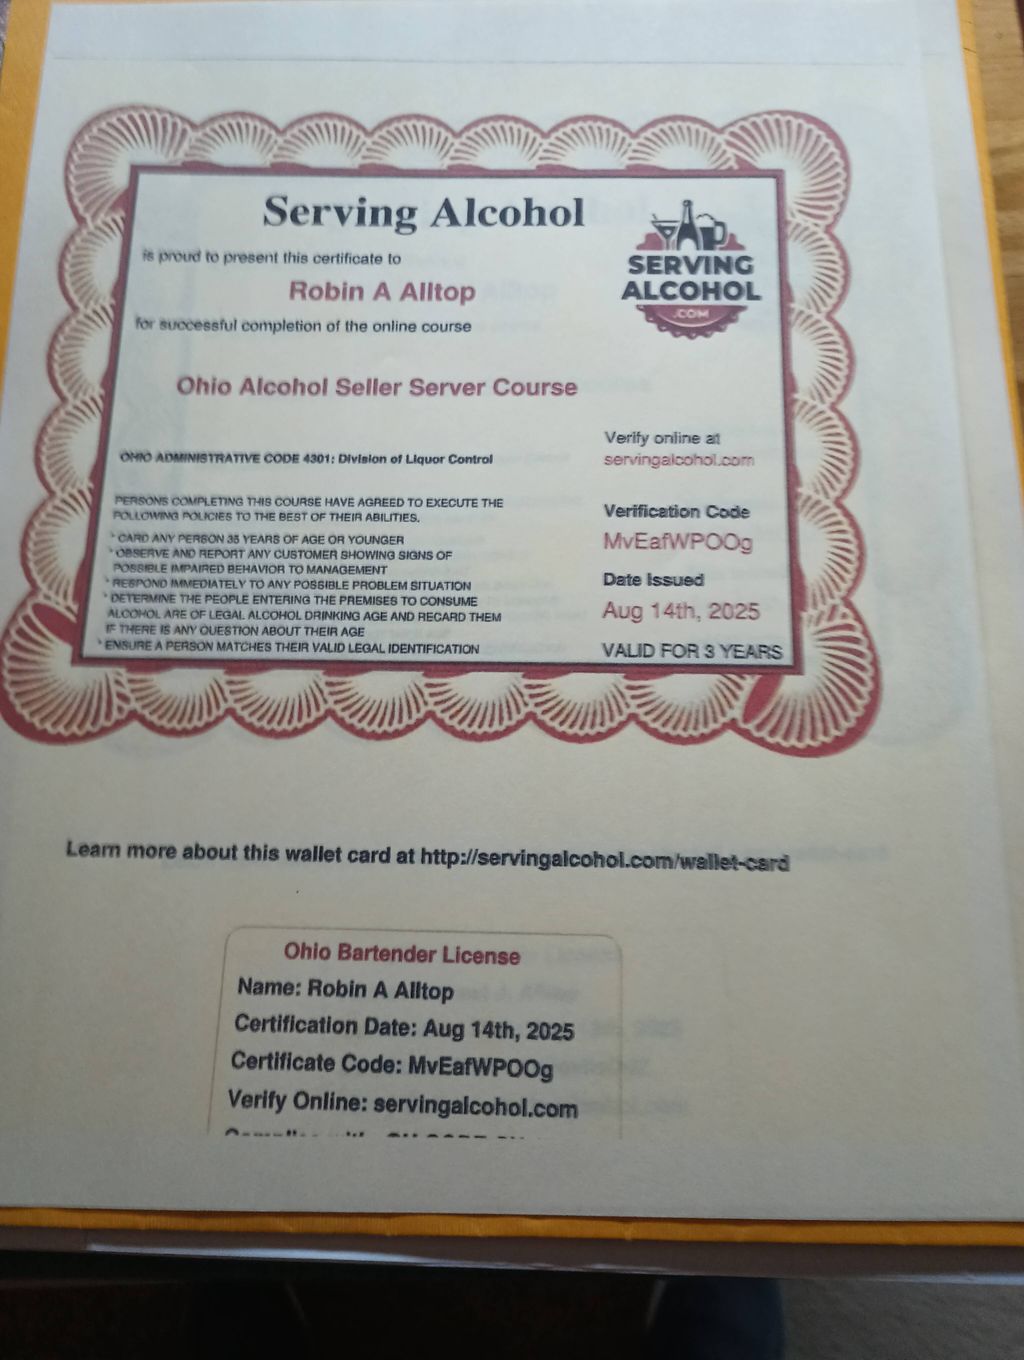 Serving Alcohol
is proud to present this certificate to
Robin A Alltop
for successful completion of the online course
Ohio Alcohol Seller Server Course
SERVING
ALCOHOL
.COM
OHIO ADMINISTRATIVE CODE 4301: Division of Liquor Control
PERSONS COMPLETING THIS COURSE HAVE AGREED TO EXECUTE THE
FOLLOWING POLICIES TO THE BEST OF THEIR ABILITIES.
* CARD ANY PERSON 35 YEARS OF AGE OR YOUNGER
* OBSERVE AND REPORT ANY CUSTOMER SHOWING SIGNS OF
POSSIBLE IMPAIRED BEHAVIOR TO MANAGEMENT
* RESPOND IMMEDIATELY TO ANY POSSIBLE PROBLEM SITUATION
* DETERMINE THE PEOPLE ENTERING THE PREMISES TO CONSUME
ALCOHOL ARE OF LEGAL ALCOHOL DRINKING AGE AND REGARD THEM
IF THERE IS ANY QUESTION ABOUT THEIR AGE
* ENSURE A PERSON MATCHES THEIR VALID LEGAL IDENTIFICATION
Verify online at
servingalcohol.com
Verification Code
MvEafWPOOg
Date Issued
Aug 14th, 2025
VALID FOR 3 YEARS
Learn more about this wallet card at http://servingalcohol.com/wallet-card
Ohio Bartender License
Name: Robin A Alltop
Certification Date: Aug 14th, 2025
Certificate Code: MvEafWPOOg
Verify Online: servingalcohol.com